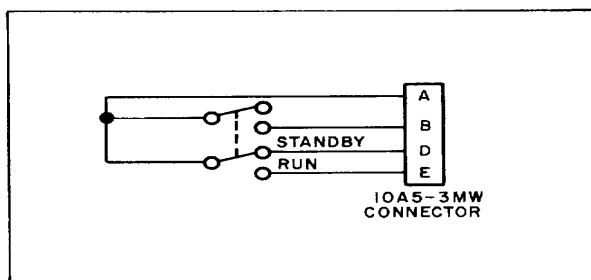 A
B
STANDBY
D
RUN
E
10A5-3MW
CONNECTOR